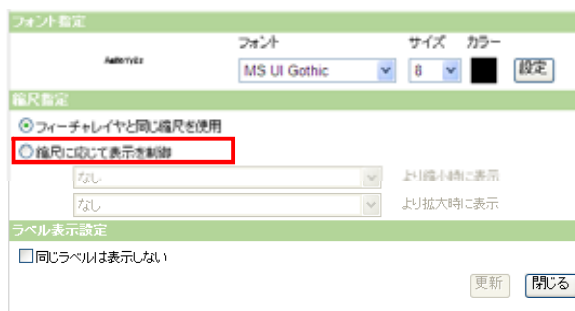 フォント指定
フォント サイズ カラー
MS UI Gothic 8 設定
縮尺指定
フィーチャレイヤと同じ縮尺を使用
縮尺に応じて表示を制御
なし より縮小時に表示
なし より拡大時に表示
ラベル表示設定
同じラベルは表示しない
更新 閉じる